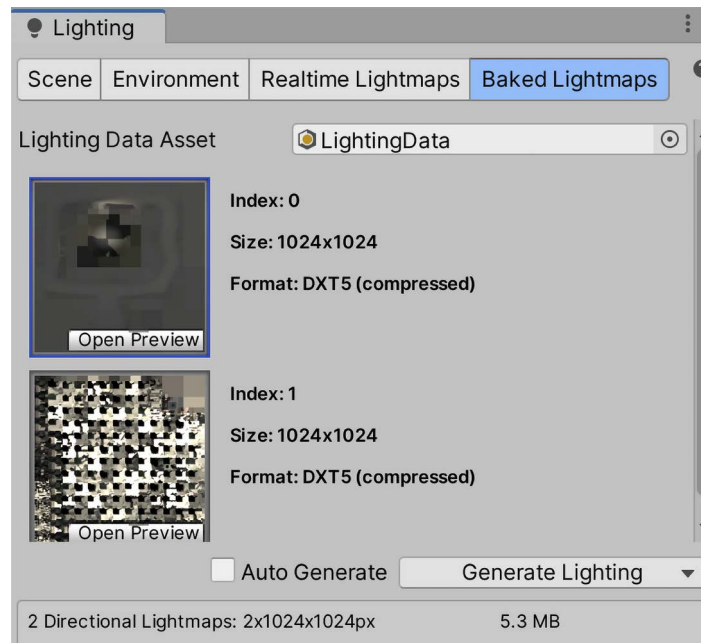 Lighting
Scene Environment Realtime Lightmaps Baked Lightmaps
Lighting Data Asset LightingData
Index: 0
Size: 1024x1024
Format: DXT5 (compressed)
Open Preview
Index: 1
Size: 1024x1024
Format: DXT5 (compressed)
Open Preview
Auto Generate Generate Lighting
2 Directional Lightmaps: 2x1024x1024px 5.3 MB